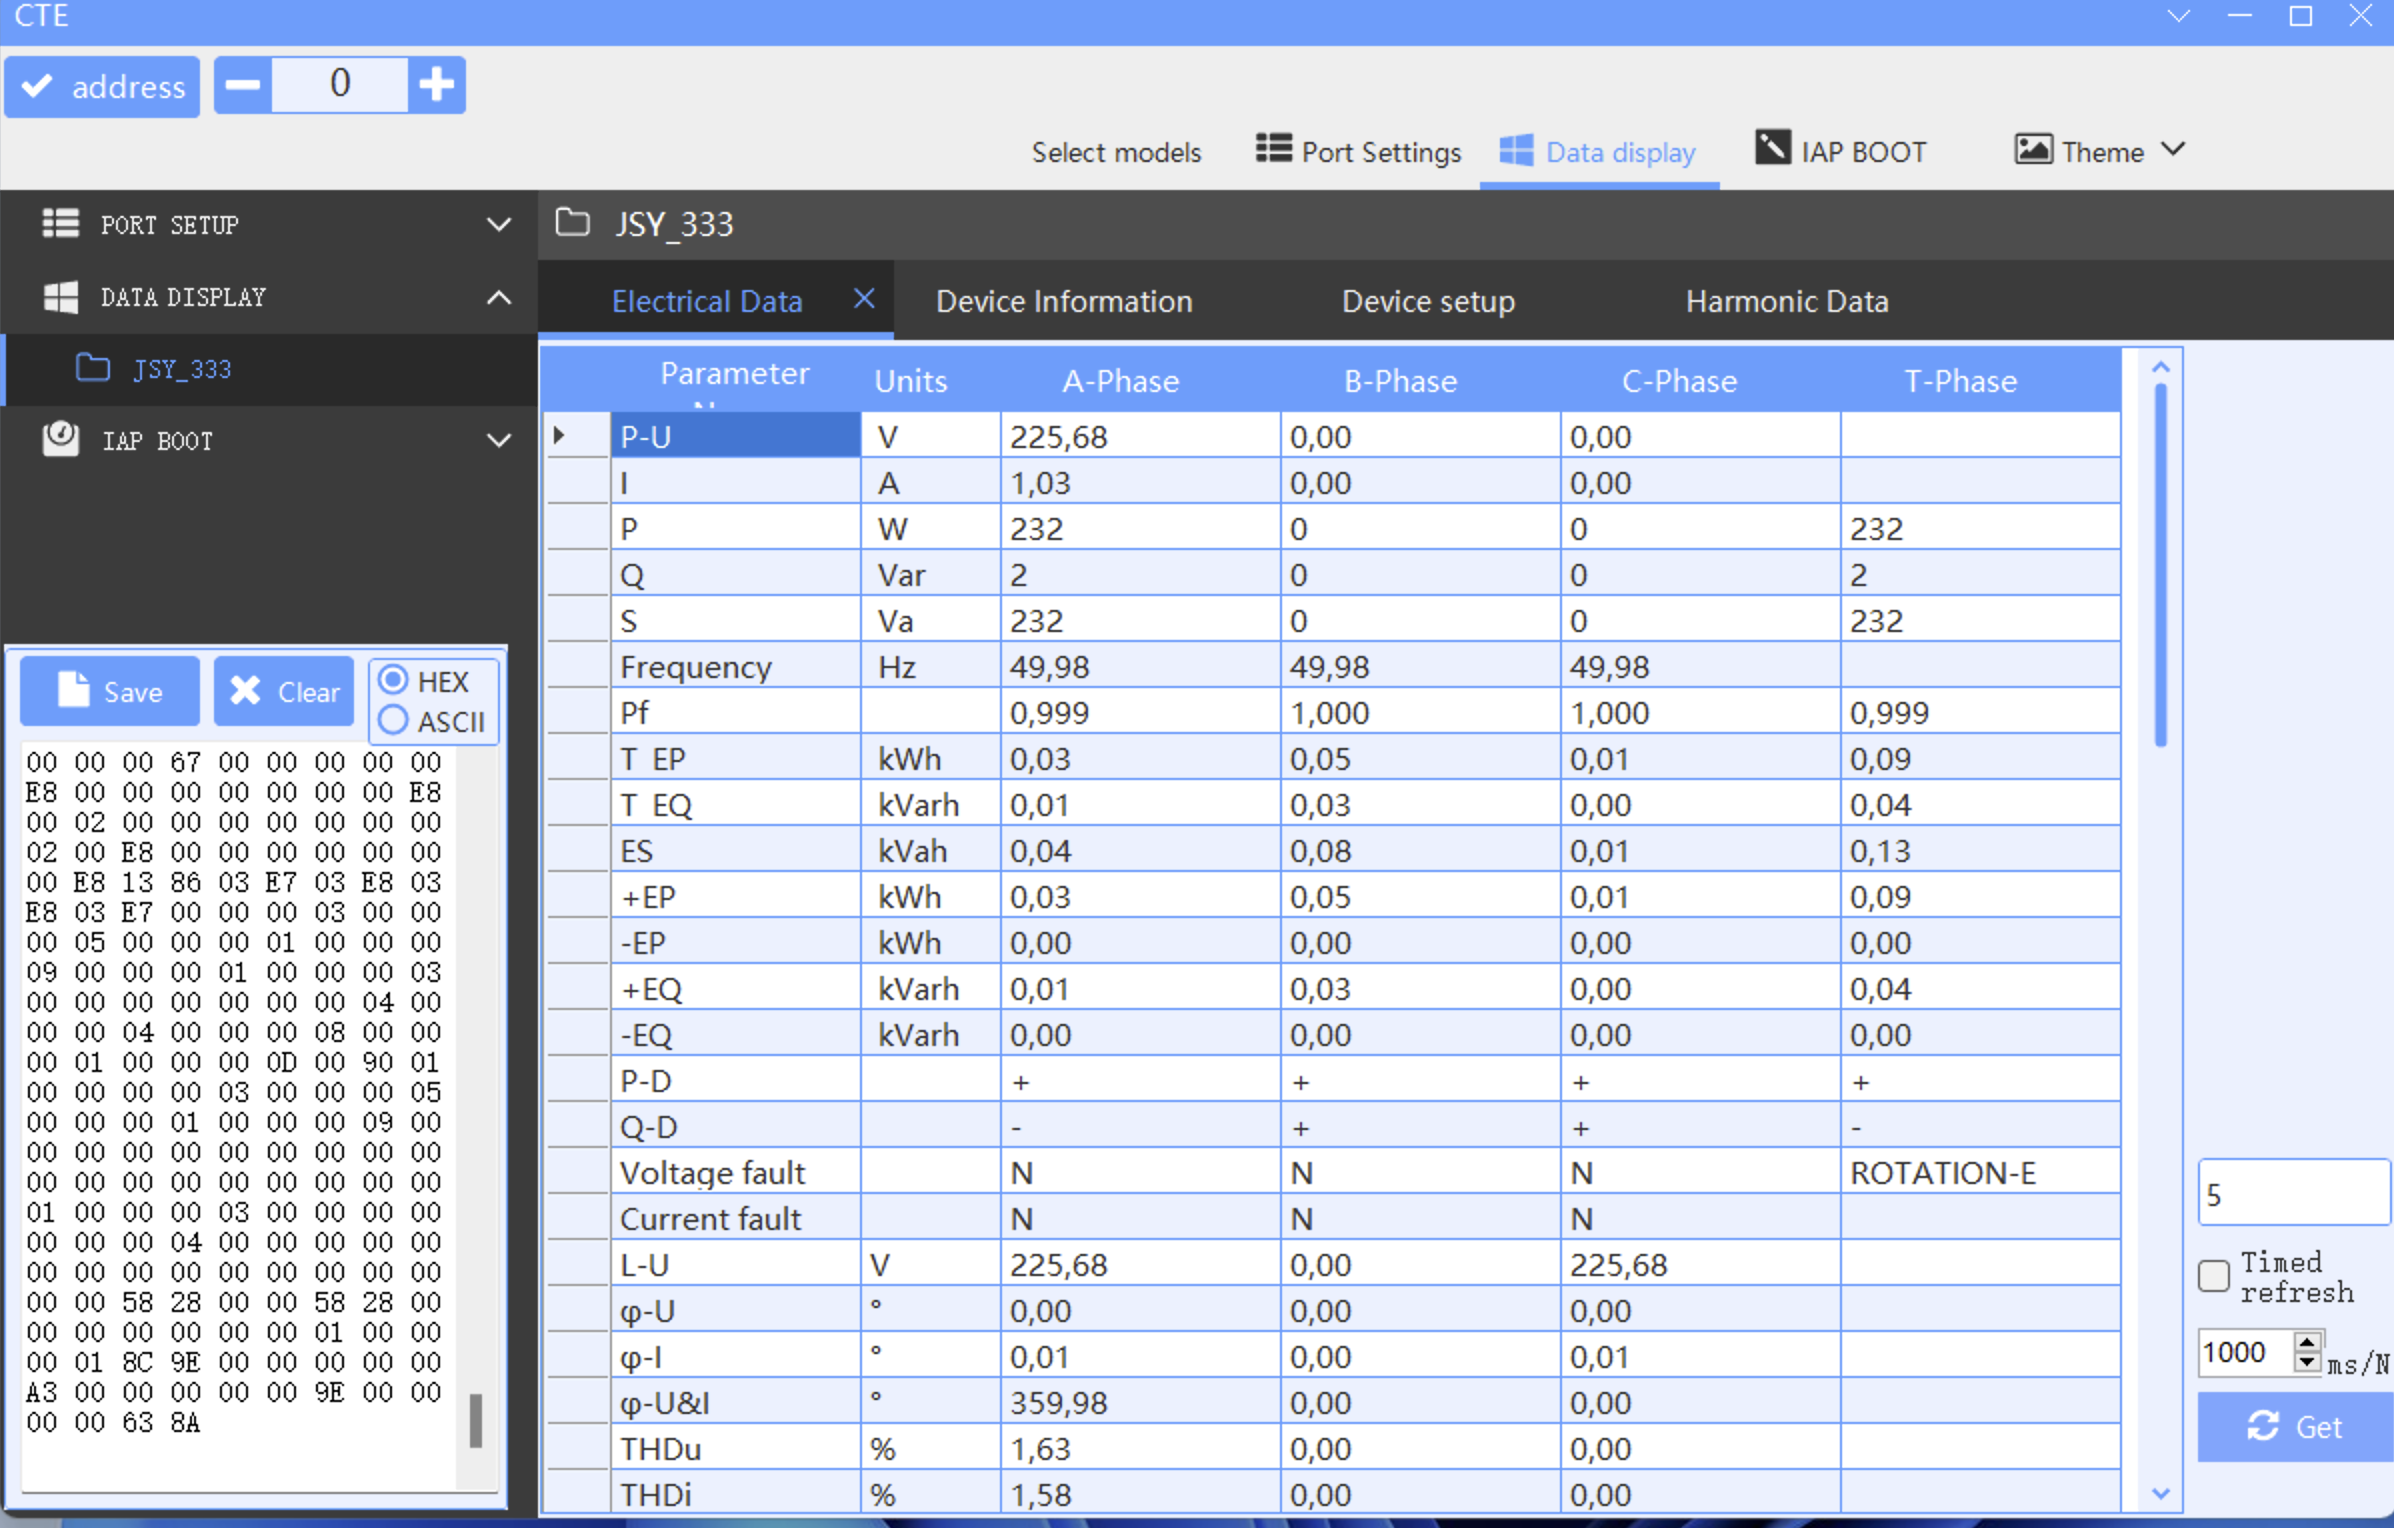 CTE
address 0
Select models Port Settings Data display IAP BOOT Theme
PORT SETUP
DATA DISPLAY
JSY_333
IAP BOOT
Save Clear HEX
ASCII
00 00 00 67 00 00 00 00 00
E8 00 00 00 00 00 00 00 E8
00 02 00 00 00 00 00 00 00
02 00 E8 00 00 00 00 00 00
00 E8 13 86 03 E7 03 E8 03
E8 03 E7 00 00 00 03 00 00
00 05 00 00 00 01 00 00 00
09 00 00 00 01 00 00 00 03
00 00 00 00 00 00 00 04 00
00 00 04 00 00 00 08 00 00
00 01 00 00 00 0D 00 90 01
00 00 00 00 03 00 00 00 05
00 00 00 01 00 00 00 09 00
00 00 00 00 00 00 00 00 00
00 00 00 00 00 00 00 00 00
01 00 00 00 03 00 00 00 00
00 00 00 04 00 00 00 00 00
00 00 00 00 00 00 00 00 00
00 00 58 28 00 00 58 28 00
00 00 00 00 00 00 01 00 00
00 01 8C 9E 00 00 00 00 00
A3 00 00 00 00 00 9E 00 00
00 00 63 8A
JSY_333
Electrical Data Device Information Device setup Harmonic Data
Parameter Units A-Phase B-Phase C-Phase T-Phase
P-U V 225,68 0,00 0,00
I A 1,03 0,00 0,00
P W 232 0 0 232
Q Var 2 0 0 2
S Va 232 0 0 232
Frequency Hz 49,98 49,98 49,98
Pf 0,999 1,000 1,000 0,999
T EP kWh 0,03 0,05 0,01 0,09
T EQ kVarh 0,01 0,03 0,00 0,04
ES kVah 0,04 0,08 0,01 0,13
+EP kWh 0,03 0,05 0,01 0,09
-EP kWh 0,00 0,00 0,00 0,00
+EQ kVarh 0,01 0,03 0,00 0,04
-EQ kVarh 0,00 0,00 0,00 0,00
P-D + + + +
Q-D - + + -
Voltage fault N N N ROTATION-E
Current fault N N N
L-U V 225,68 0,00 225,68
φ-U ° 0,00 0,00 0,00
φ-I ° 0,01 0,00 0,01
φ-U&I ° 359,98 0,00 0,00
THDu % 1,63 0,00 0,00
THDi % 1,58 0,00 0,00
5
Timed
refresh
1000 ms/N
Get